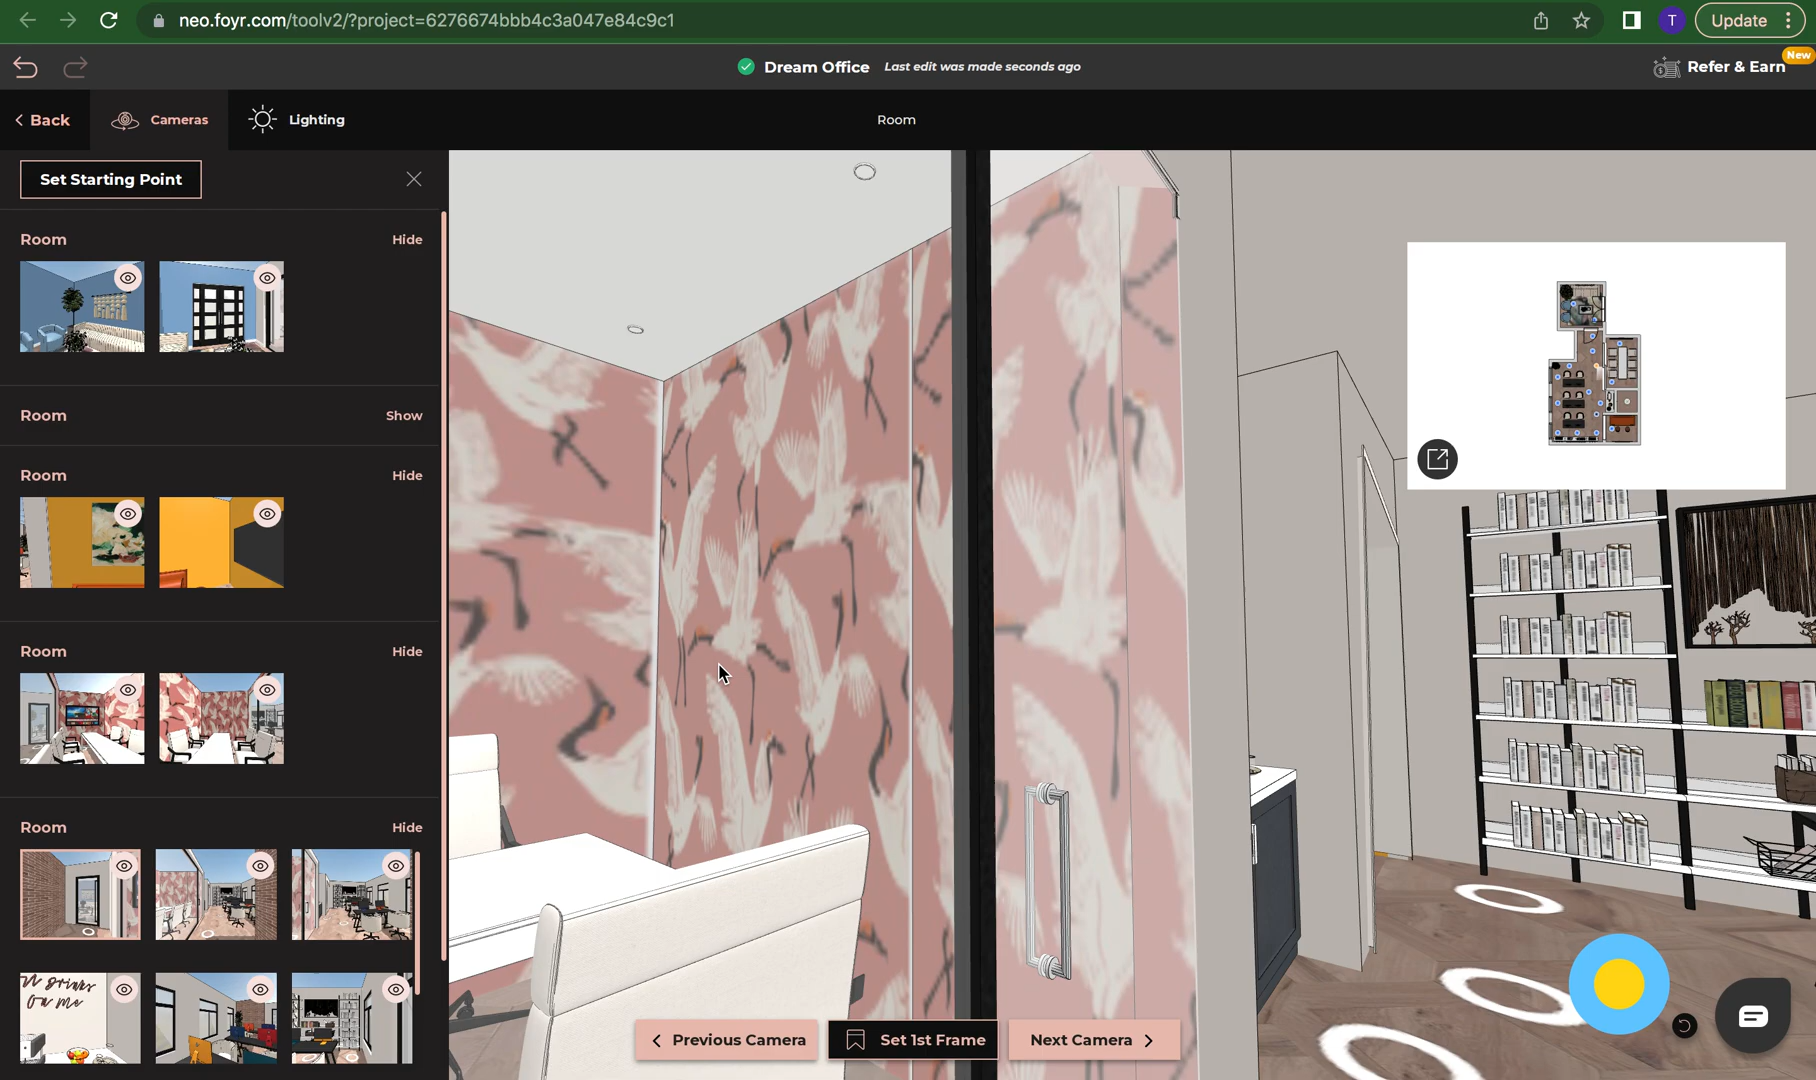 neo.foyr.com/toolv2/?project=6276674bbb4c3a047e84c9c1
T
Update
Dream Office
Last edit was made seconds ago
Refer & Earn
New
Back
Cameras
Lighting
Room
Set Starting Point
Room
Hide
Room
Show
Room
Hide
Room
Hide
Room
Hide
on me
Previous Camera
Set 1st Frame
Next Camera